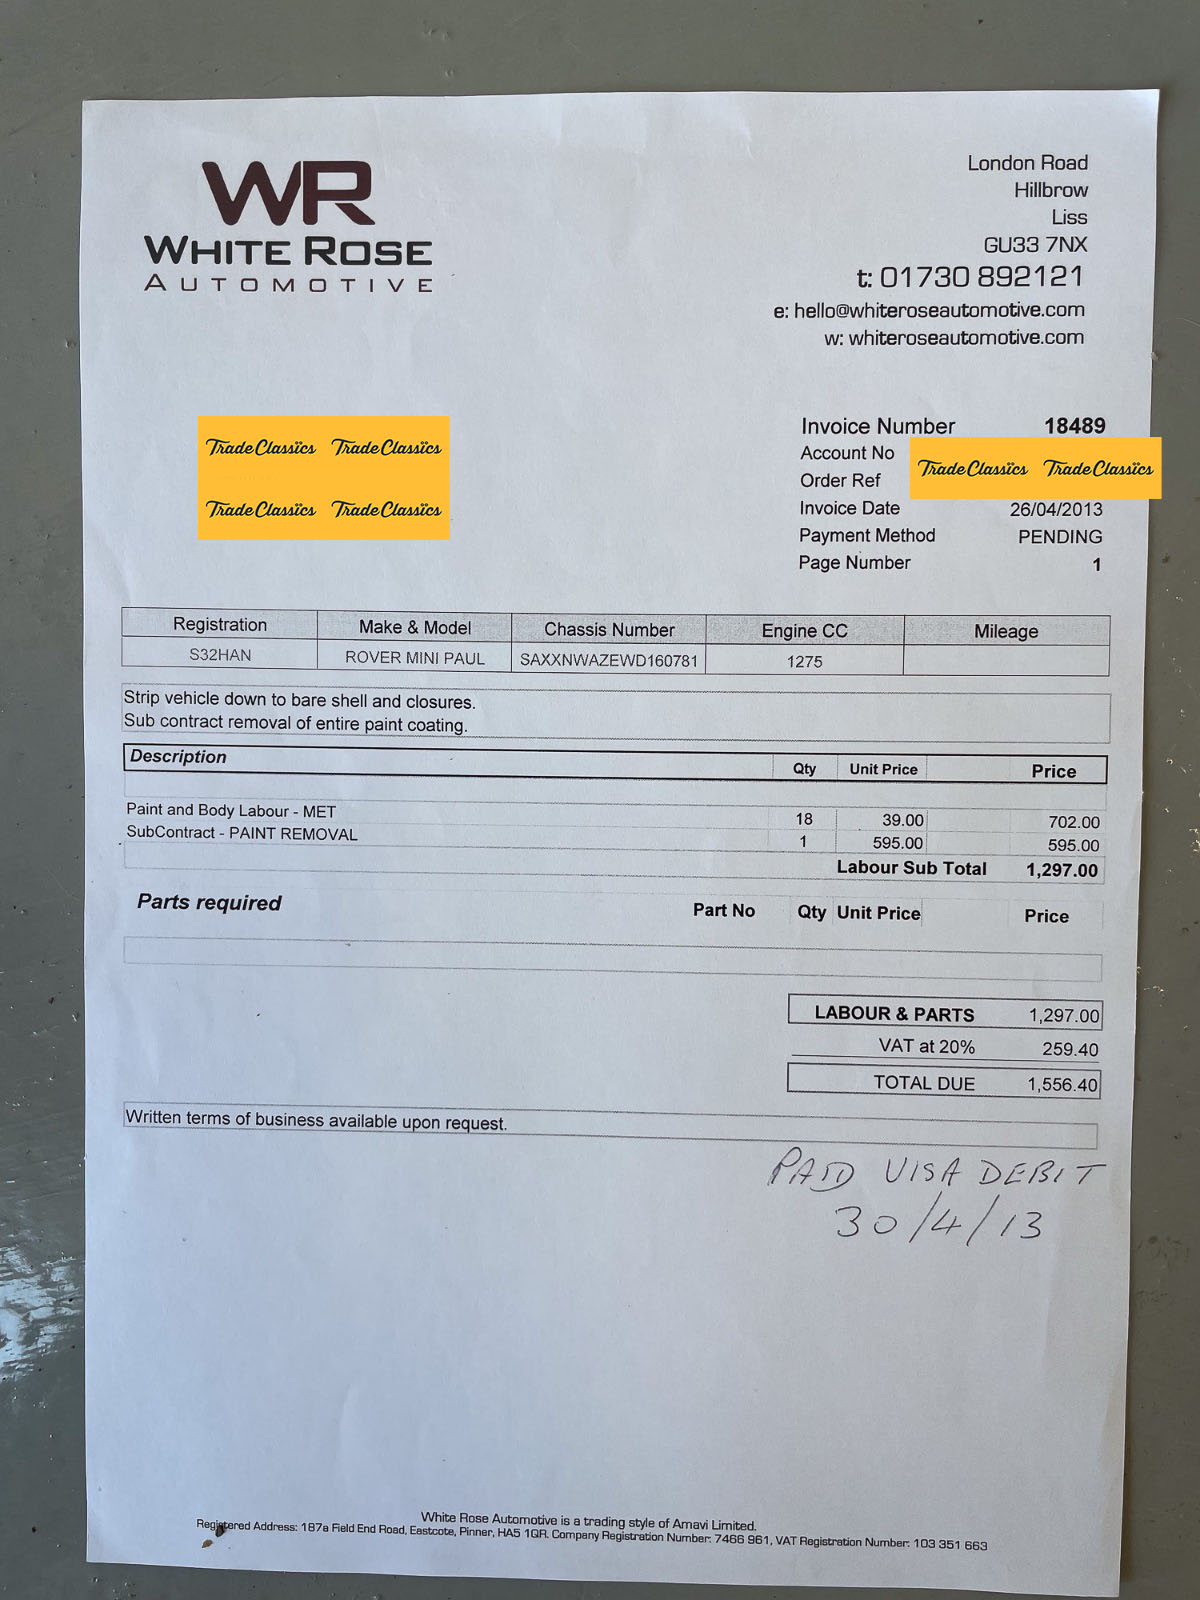 WR
WHITE ROSE
AUTOMOTIVE
London Road
Hillbrow
Liss
GU33 7NX
t: 01730 892121
e: hello@whiteroseautomotive.com
w: whiteroseautomotive.com
TradeClassics TradeClassics
TradeClassics TradeClassics
Invoice Number 18489
Account No
TradeClassics TradeClassics
Order Ref
Invoice Date 26/04/2013
Payment Method PENDING
Page Number 1
Registration Make & Model Chassis Number Engine CC Mileage
S32HAN ROVER MINI PAUL SAXXNWAZEWD160781 1275
Strip vehicle down to bare shell and closures.
Sub contract removal of entire paint coating.
Description Qty Unit Price Price
Paint and Body Labour - MET 18 39.00 702.00
SubContract - PAINT REMOVAL 1 595.00 595.00
Labour Sub Total 1,297.00
Parts required Part No Qty Unit Price Price
LABOUR & PARTS 1,297.00
VAT at 20% 259.40
TOTAL DUE 1,556.40
Written terms of business available upon request.
PAID VISA DEBIT
30/4/13
White Rose Automotive is a trading style of Amavi Limited.
Registered Address: 187a Field End Road, Eastcote, Pinner, HA5 1QR. Company Registration Number: 7466 961, VAT Registration Number: 103 351 663